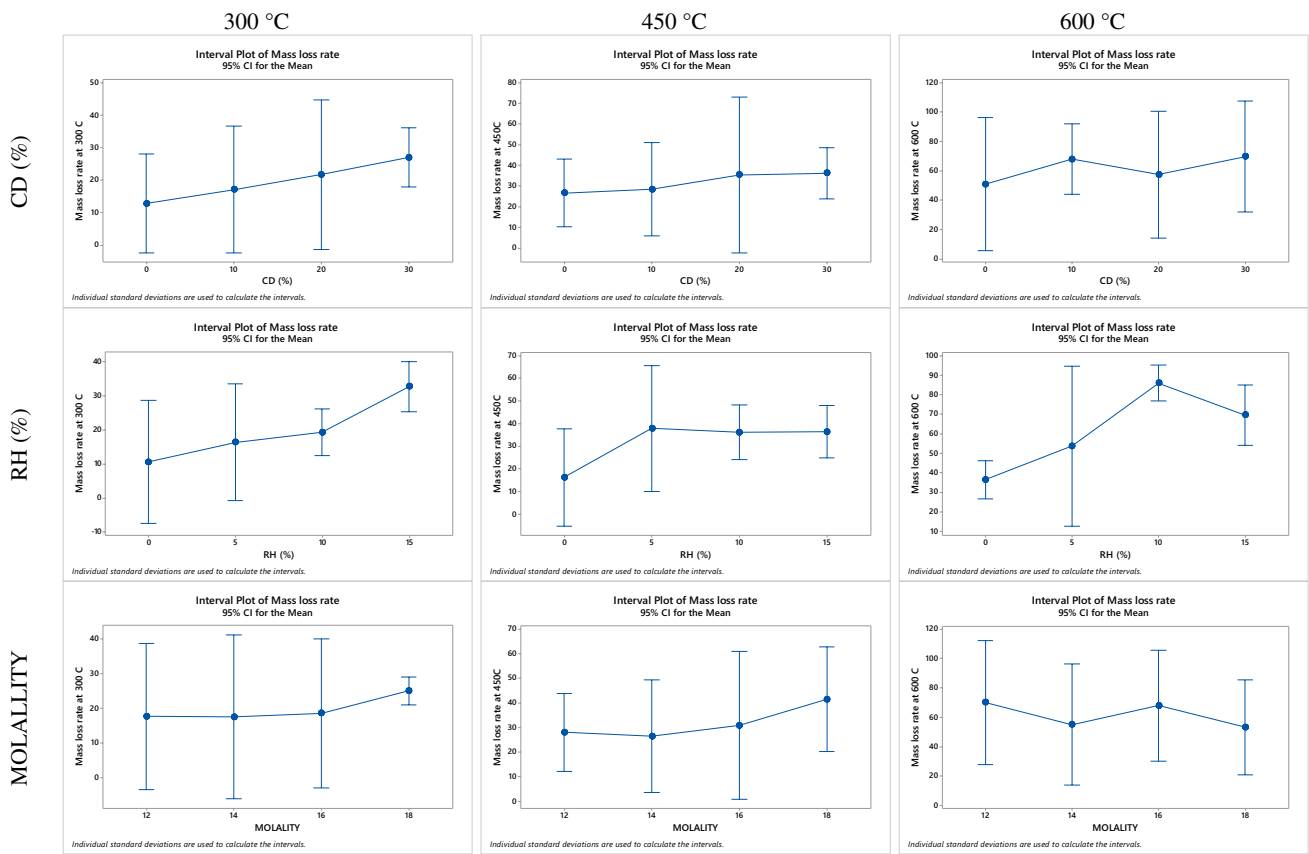 300 °C
450 °C
600 °C
CD (%)
Interval Plot of Mass loss rate
95% CI for the Mean
Mass loss rate at 300 C
50
40
30
20
10
0
0 10 20 30
CD (%)
Individual standard deviations are used to calculate the intervals.
Interval Plot of Mass loss rate
95% CI for the Mean
Mass loss rate at 450C
80
70
60
50
40
30
20
10
0
0 10 20 30
CD (%)
Individual standard deviations are used to calculate the intervals.
Interval Plot of Mass loss rate
95% CI for the Mean
Mass loss rate at 600 C
120
100
80
60
40
20
0
0 10 20 30
CD (%)
Individual standard deviations are used to calculate the intervals.
RH (%)
Interval Plot of Mass loss rate
95% CI for the Mean
Mass loss rate at 300 C
40
30
20
10
0
-10
0 5 10 15
RH (%)
Individual standard deviations are used to calculate the intervals.
Interval Plot of Mass loss rate
95% CI for the Mean
Mass loss rate at 450C
70
60
50
40
30
20
10
0
0 5 10 15
RH (%)
Individual standard deviations are used to calculate the intervals.
Interval Plot of Mass loss rate
95% CI for the Mean
Mass loss rate at 600 C
100
90
80
70
60
50
40
30
20
10
0 5 10 15
RH (%)
Individual standard deviations are used to calculate the intervals.
MOLALLITY
Interval Plot of Mass loss rate
95% CI for the Mean
Mass loss rate at 300 C
40
30
20
10
0
12 14 16 18
MOLALITY
Individual standard deviations are used to calculate the intervals.
Interval Plot of Mass loss rate
95% CI for the Mean
Mass loss rate at 450C
70
60
50
40
30
20
10
0
12 14 16 18
MOLALITY
Individual standard deviations are used to calculate the intervals.
Interval Plot of Mass loss rate
95% CI for the Mean
Mass loss rate at 600 C
120
100
80
60
40
20
0
12 14 16 18
MOLALITY
Individual standard deviations are used to calculate the intervals.